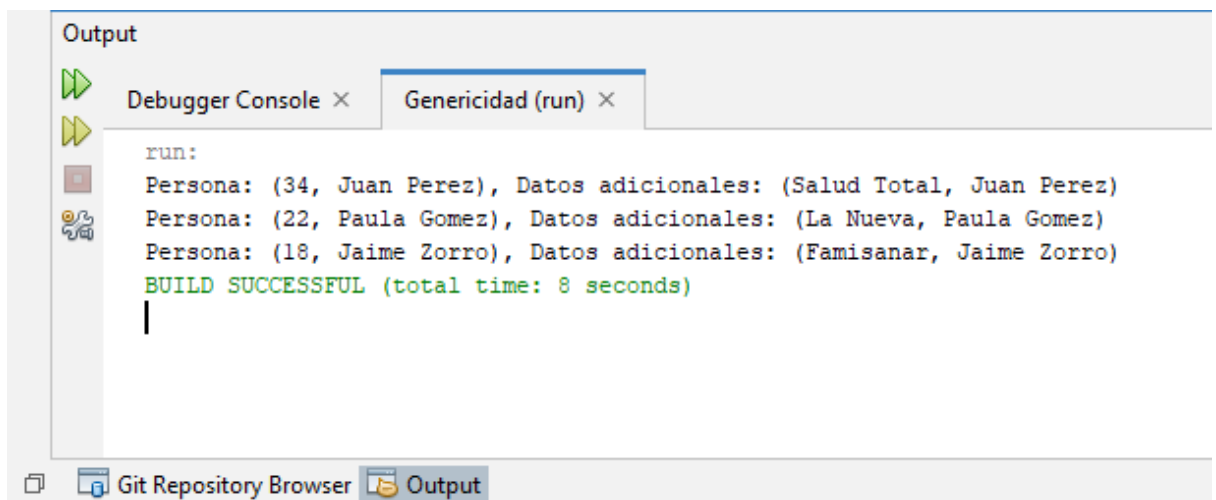 Output
Debugger Console × Genericidad (run) ×
run:
Persona: (34, Juan Perez), Datos adicionales: (Salud Total, Juan Perez)
Persona: (22, Paula Gomez), Datos adicionales: (La Nueva, Paula Gomez)
Persona: (18, Jaime Zorro), Datos adicionales: (Famisanar, Jaime Zorro)
BUILD SUCCESSFUL (total time: 8 seconds)
Git Repository Browser Output